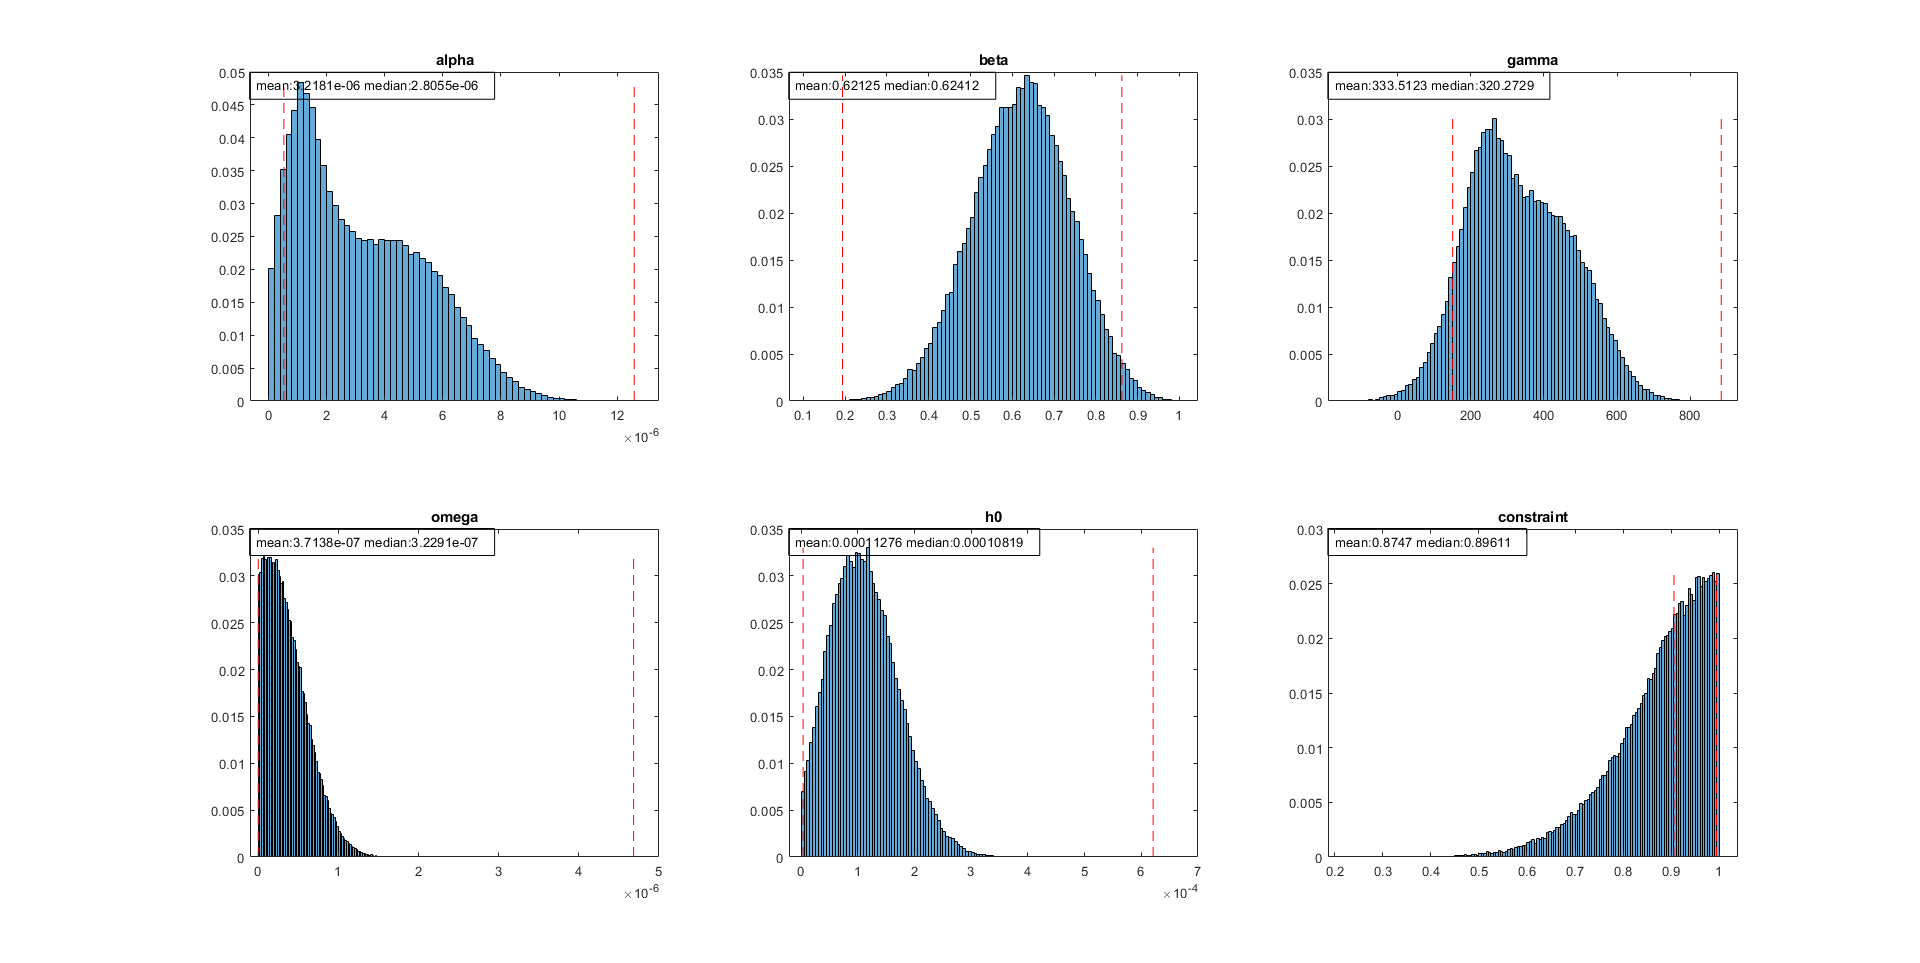 alpha
mean:3.2181e-06 median:2.8055e-06
0.05
0.045
0.04
0.035
0.03
0.025
0.02
0.015
0.01
0.005
0
0 2 4 6 8 10 12
×10-6
beta
mean:0.62125 median:0.62412
0.035
0.03
0.025
0.02
0.015
0.01
0.005
0
0.1 0.2 0.3 0.4 0.5 0.6 0.7 0.8 0.9 1
gamma
mean:333.5123 median:320.2729
0.035
0.03
0.025
0.02
0.015
0.01
0.005
0
0 200 400 600 800
omega
mean:3.7138e-07 median:3.2291e-07
0.035
0.03
0.025
0.02
0.015
0.01
0.005
0
0 1 2 3 4 5
×10-6
h0
mean:0.00011276 median:0.00010819
0.035
0.03
0.025
0.02
0.015
0.01
0.005
0
0 1 2 3 4 5 6 7
×10-4
constraint
mean:0.8747 median:0.89611
0.03
0.025
0.02
0.015
0.01
0.005
0
0.2 0.3 0.4 0.5 0.6 0.7 0.8 0.9 1